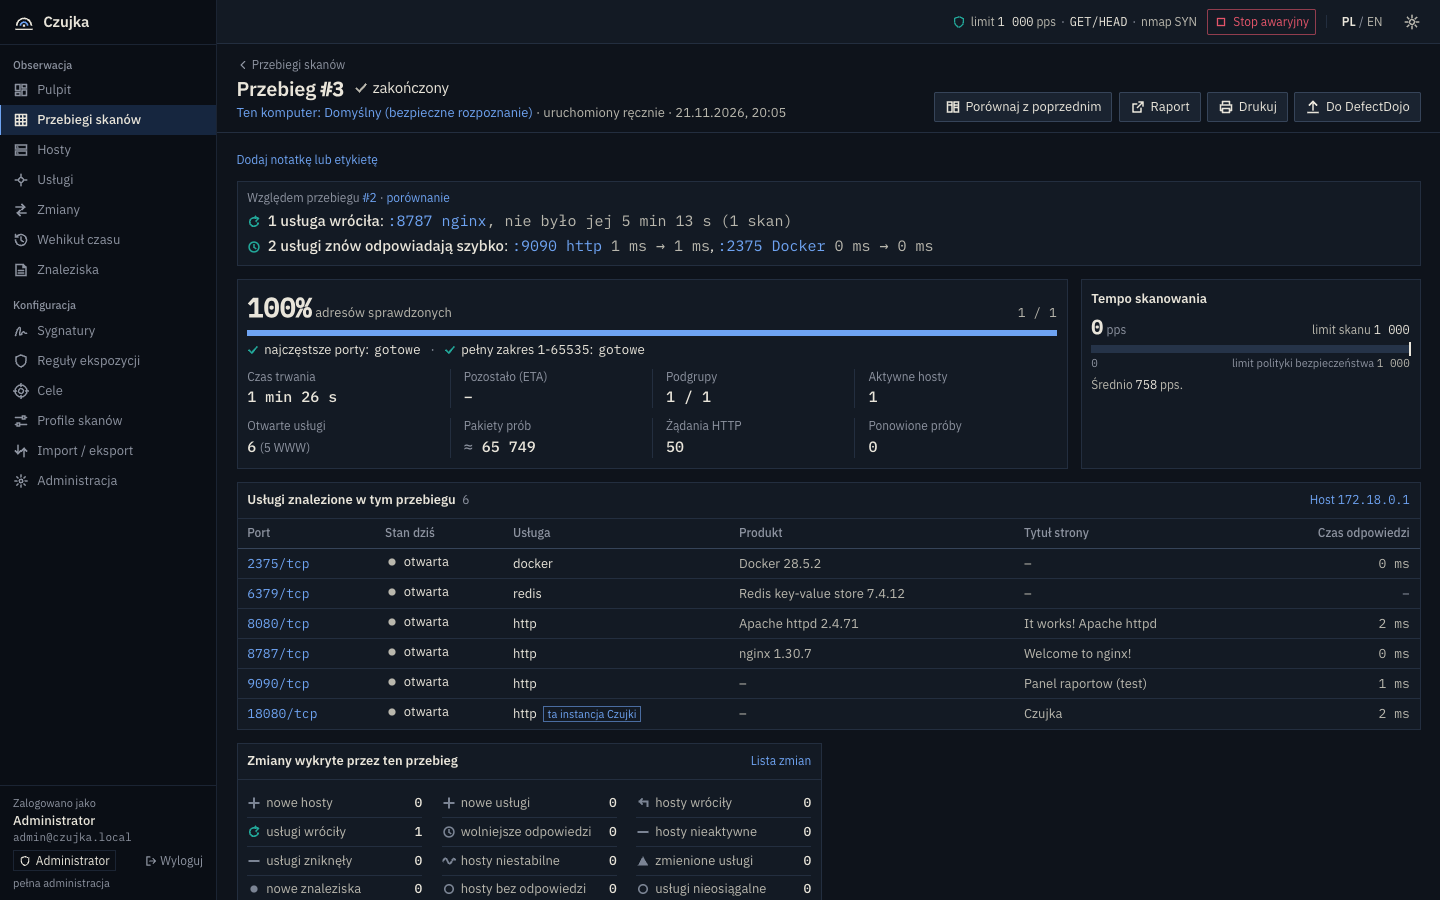 Czujka
limit 1 000 pps · GET/HEAD · nmap SYN
Stop awaryjny
PL / EN
Obserwacja
Pulpit
Przebiegi skanów
Hosty
Usługi
Zmiany
Wehikuł czasu
Znaleziska
Konfiguracja
Sygnatury
Reguły ekspozycji
Cele
Profile skanów
Import / eksport
Administracja
Zalogowano jako
Administrator
admin@czujka.local
Administrator
Wyloguj
pełna administracja
Przebiegi skanów
Przebieg #3 zakończony
Ten komputer: Domyślny (bezpieczne rozpoznanie) · uruchomiony ręcznie · 21.11.2026, 20:05
Porównaj z poprzednim
Raport
Drukuj
Do DefectDojo
Dodaj notatkę lub etykietę
Względem przebiegu #2 · porównanie
1 usługa wróciła: :8787 nginx, nie było jej 5 min 13 s (1 skan)
2 usługi znów odpowiadają szybko: :9090 http 1 ms → 1 ms, :2375 Docker 0 ms → 0 ms
100% adresów sprawdzonych 1 / 1
najczęstsze porty: gotowe · pełny zakres 1-65535: gotowe
Czas trwania Pozostało (ETA) Podgrupy Aktywne hosty
1 min 26 s – 1 / 1 1
Otwarte usługi Pakiety prób Żądania HTTP Ponowione próby
6 (5 WWW) ≈ 65 749 50 0
Tempo skanowania
0 pps limit skanu 1 000
0 limit polityki bezpieczeństwa 1 000
Średnio 758 pps.
Usługi znalezione w tym przebiegu 6 Host 172.18.0.1
Port Stan dziś Usługa Produkt Tytuł strony Czas odpowiedzi
2375/tcp otwarta docker Docker 28.5.2 – 0 ms
6379/tcp otwarta redis Redis key-value store 7.4.12 – –
8080/tcp otwarta http Apache httpd 2.4.71 It works! Apache httpd 2 ms
8787/tcp otwarta http nginx 1.30.7 Welcome to nginx! 0 ms
9090/tcp otwarta http – Panel raportow (test) 1 ms
18080/tcp otwarta http ta instancja Czujki – Czujka 2 ms
Zmiany wykryte przez ten przebieg Lista zmian
nowe hosty 0 nowe usługi 0 hosty wróciły 0
usługi wróciły 1 wolniejsze odpowiedzi 0 hosty nieaktywne 0
usługi zniknęły 0 hosty niestabilne 0 zmienione usługi 0
nowe znaleziska 0 hosty bez odpowiedzi 0 usługi nieosiągalne 0